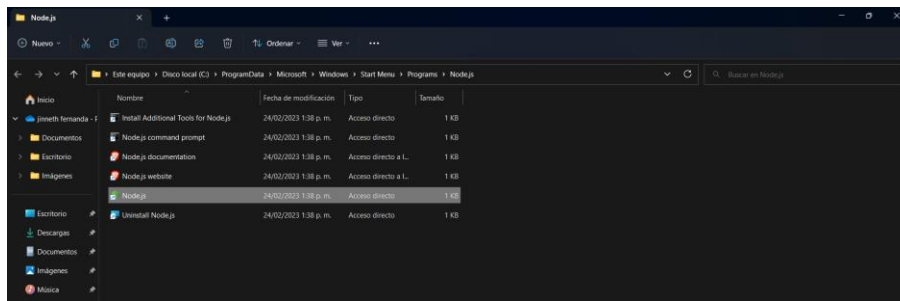 Node.js
Nuevo
Ordenar
Ver
Este equipo > Disco local (C:) > ProgramData > Microsoft > Windows > Start Menu > Programs > Node.js
Buscar en Node.js
Nombre Fecha de modificación Tipo Tamaño
Install Additional Tools for Node.js 24/02/2023 1:38 p. m. Acceso directo 1 KB
Node.js command prompt 24/02/2023 1:38 p. m. Acceso directo 1 KB
Node.js documentation 24/02/2023 1:38 p. m. Acceso directo a I... 1 KB
Node.js website 24/02/2023 1:38 p. m. Acceso directo a I... 1 KB
Node.js 24/02/2023 1:38 p. m. Acceso directo 1 KB
Uninstall Node.js 24/02/2023 1:38 p. m. Acceso directo 1 KB
Inicio
jinneth fernanda - P
Documentos
Escritorio
Imágenes
Escritorio
Descargas
Documentos
Imágenes
Música